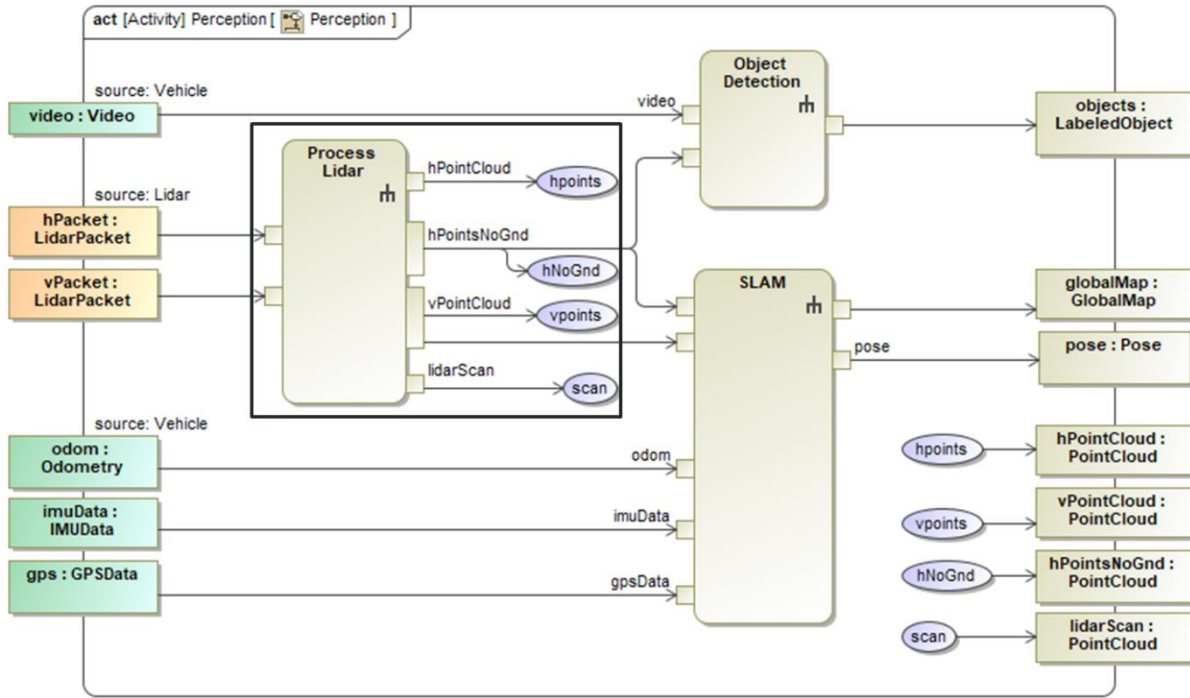 act [Activity] Perception [ Perception ]
source: Vehicle
video : Video
video
Object
Detection
objects :
LabeledObject
source: Lidar
hPacket :
LidarPacket
vPacket :
LidarPacket
Process
Lidar
hPointCloud
hpoints
hPointsNoGnd
hNoGnd
vPointCloud
vpoints
lidarScan
scan
SLAM
globalMap :
GlobalMap
pose
pose : Pose
source: Vehicle
odom :
Odometry
odom
imuData :
IMUData
imuData
gps : GPSData
gpsData
hpoints
hPointCloud :
PointCloud
vpoints
vPointCloud :
PointCloud
hNoGnd
hPointsNoGnd :
PointCloud
scan
lidarScan :
PointCloud